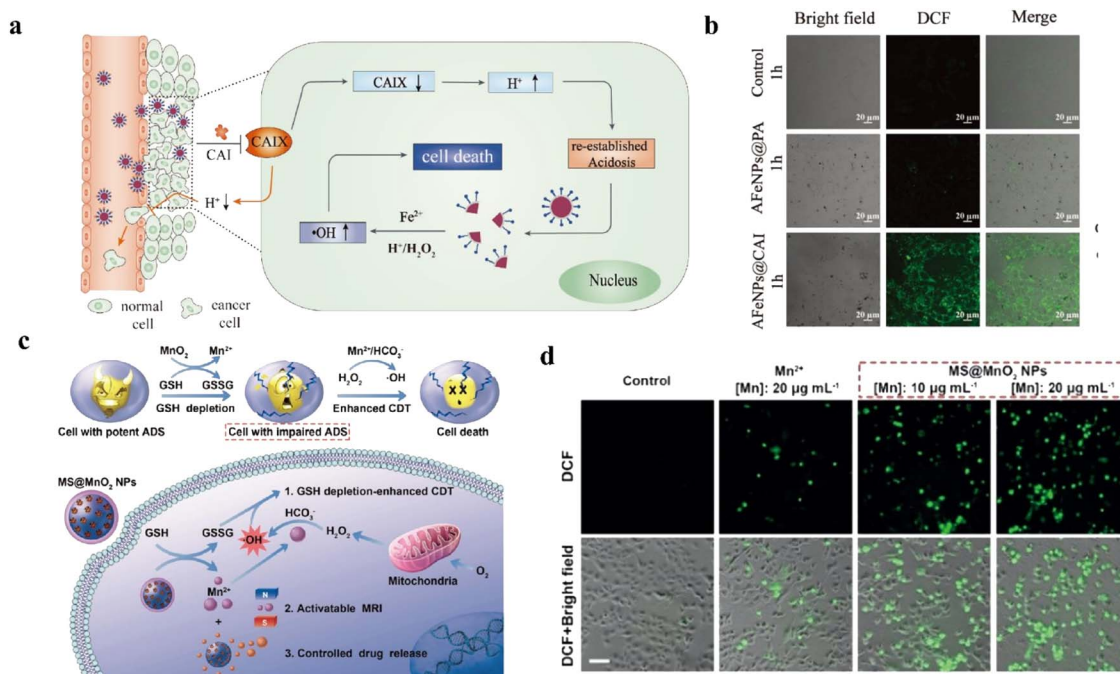 a
CAI
CAIX
H⁺↓
CAIX ↓
H⁺ ↑
re-established
Acidosis
cell death
•OH ↑
Fe²⁺
H⁺/H₂O₂
Nucleus
normal
cell
cancer
cell
b
Bright field DCF Merge
Control
1h
20 µm 20 µm 20 µm
AFeNPs@PA
1h
20 µm 20 µm 20 µm
AFeNPs@CAI
1h
20 µm 20 µm 20 µm
c
MnO₂ Mn²⁺
GSH GSSG
GSH depletion
Mn²⁺/HCO₃⁻
H₂O₂ ·OH
Enhanced CDT
Cell with potent ADS
Cell with impaired ADS
Cell death
MS@MnO₂ NPs
1. GSH depletion-enhanced CDT
GSH GSSG
OH
HCO₃⁻
H₂O₂
Mitochondria
O₂
Mn²⁺
+
N
S
2. Activatable MRI
3. Controlled drug release
d
Control
Mn²⁺
[Mn]: 20 µg mL⁻¹
MS@MnO₂ NPs
[Mn]: 10 µg mL⁻¹ [Mn]: 20 µg mL⁻¹
DCF
DCF+Bright field